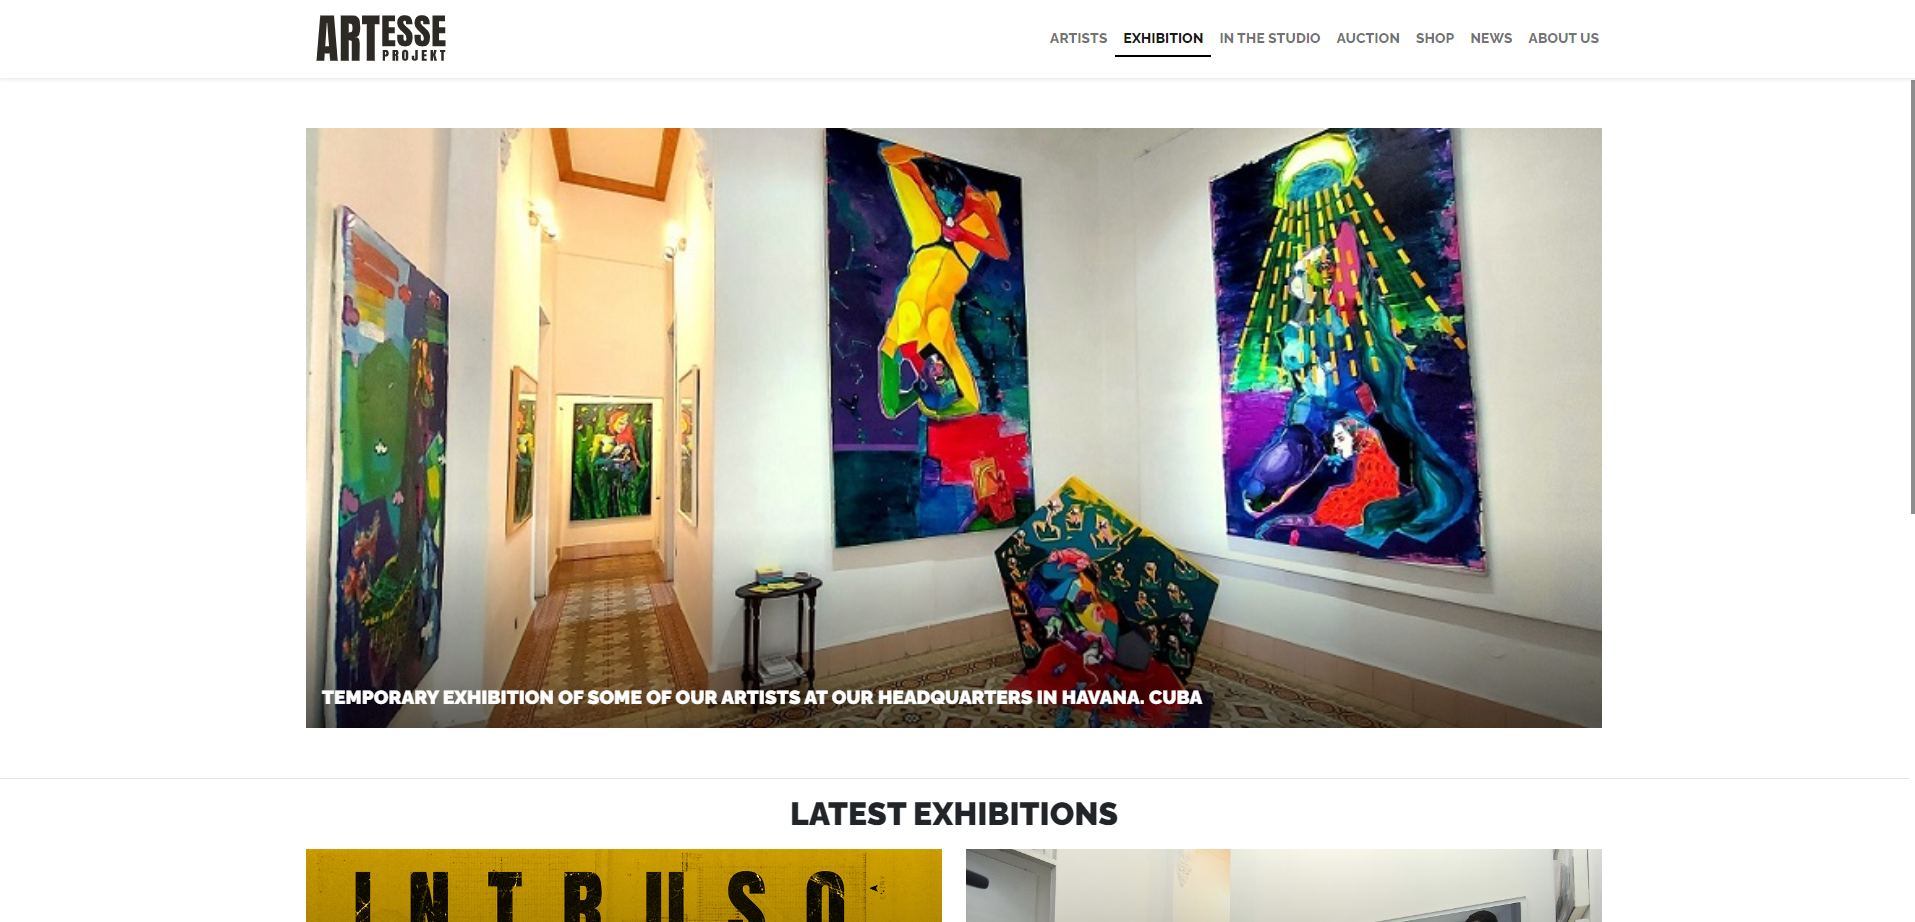 ARTESSE
PROJEKT
ARTISTS EXHIBITION IN THE STUDIO AUCTION SHOP NEWS ABOUT US
TEMPORARY EXHIBITION OF SOME OF OUR ARTISTS AT OUR HEADQUARTERS IN HAVANA. CUBA
LATEST EXHIBITIONS
INTRUSO